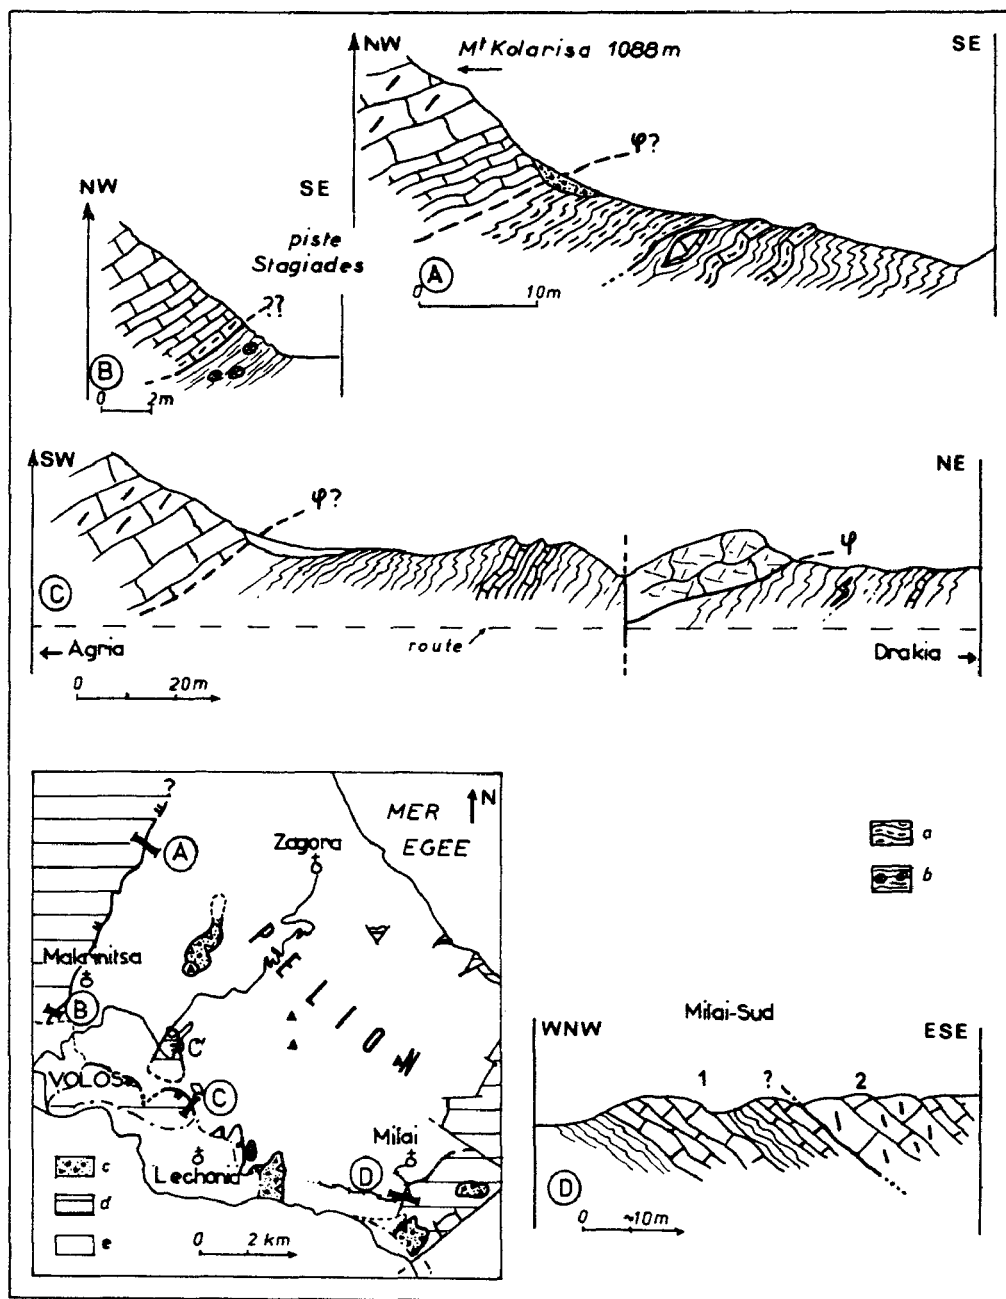 NW
Mt Kolarisa 1088m
SE
φ?
A
0 10m
NW
SE
piste
Stagiades
??
B
0 2m
SW
NE
φ?
φ
C
← Agria
route
Drakia →
0 20m
?
N
MER
EGEE
A
Zagora
Makrinitsa
PELION
B
C'
VOLOS
C
Milai
Lechonia
D
c
d
e
0 2 km
a
b
Milai-Sud
WNW
ESE
1
?
2
D
0 ~10m